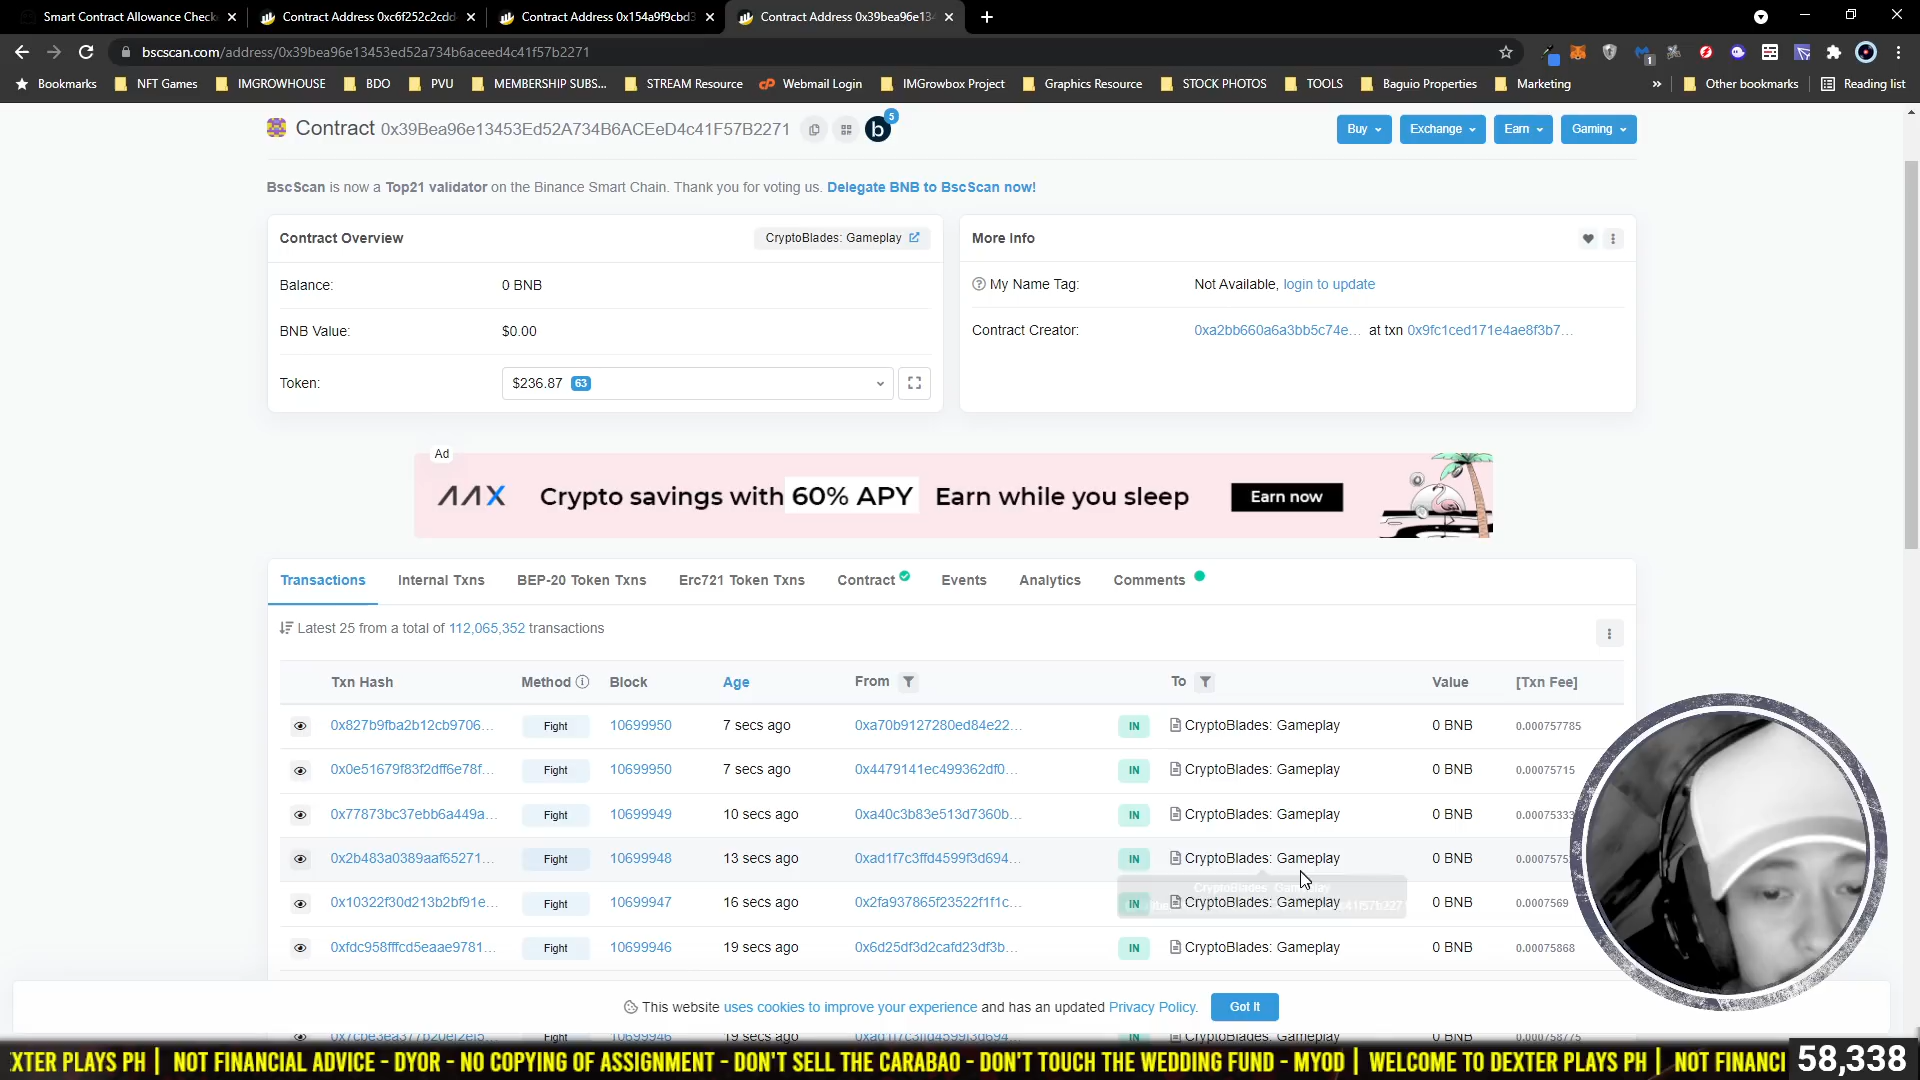 Smart Contract Allowance Check
Contract Address 0xc6f252c2cdd
Contract Address 0x154a9f9cbd3
Contract Address 0x39bea96e134
bscscan.com/address/0x39bea96e13453ed52a734b6aceed4c41f57b2271
1
Bookmarks
NFT Games
IMGROWHOUSE
BDO
PVU
MEMBERSHIP SUBS...
STREAM Resource
cP Webmail Login
IMGrowbox Project
Graphics Resource
STOCK PHOTOS
TOOLS
Baguio Properties
Marketing
»
Other bookmarks
Reading list
Contract 0x39Bea96e13453Ed52A734B6ACEeD4c41F57B2271
b 5
Buy
Exchange
Earn
Gaming
BscScan is now a Top21 validator on the Binance Smart Chain. Thank you for voting us. Delegate BNB to BscScan now!
Contract Overview
CryptoBlades: Gameplay
Balance: 0 BNB
BNB Value: $0.00
Token: $236.87 63
More Info
My Name Tag: Not Available, login to update
Contract Creator: 0xa2bb660a6a3bb5c74e... at txn 0x9fc1ced171e4ae8f3b7...
Ad
AAX Crypto savings with 60% APY Earn while you sleep Earn now
Transactions
Internal Txns
BEP-20 Token Txns
Erc721 Token Txns
Contract
Events
Analytics
Comments
Latest 25 from a total of 112,065,352 transactions
Txn Hash Method Block Age From To Value [Txn Fee]
0x827b9fba2b12cb9706... Fight 10699950 7 secs ago 0xa70b9127280ed84e22... IN CryptoBlades: Gameplay 0 BNB 0.000757785
0x0e51679f83f2dff6e78f... Fight 10699950 7 secs ago 0x4479141ec499362df0... IN CryptoBlades: Gameplay 0 BNB 0.00075715
0x77873bc37ebb6a449a... Fight 10699949 10 secs ago 0xa40c3b83e513d7360b... IN CryptoBlades: Gameplay 0 BNB 0.00075333
0x2b483a0389aaf65271... Fight 10699948 13 secs ago 0xad1f7c3ffd4599f3d694... IN CryptoBlades: Gameplay 0 BNB 0.000757
0x10322f30d213b2bf91e... Fight 10699947 16 secs ago 0x2fa937865f23522f1f1c... IN CryptoBlades: Gameplay 0 BNB 0.0007569
0xfdc958fffcd5eaae9781... Fight 10699946 19 secs ago 0x6d25df3d2cafd23df3b... IN CryptoBlades: Gameplay 0 BNB 0.00075868
This website uses cookies to improve your experience and has an updated Privacy Policy. Got It
EXTER PLAYS PH | NOT FINANCIAL ADVICE - DYOR - NO COPYING OF ASSIGNMENT - DON'T SELL THE CARABAO - DON'T TOUCH THE WEDDING FUND - MYOD | WELCOME TO DEXTER PLAYS PH | NOT FINANCI
58,338